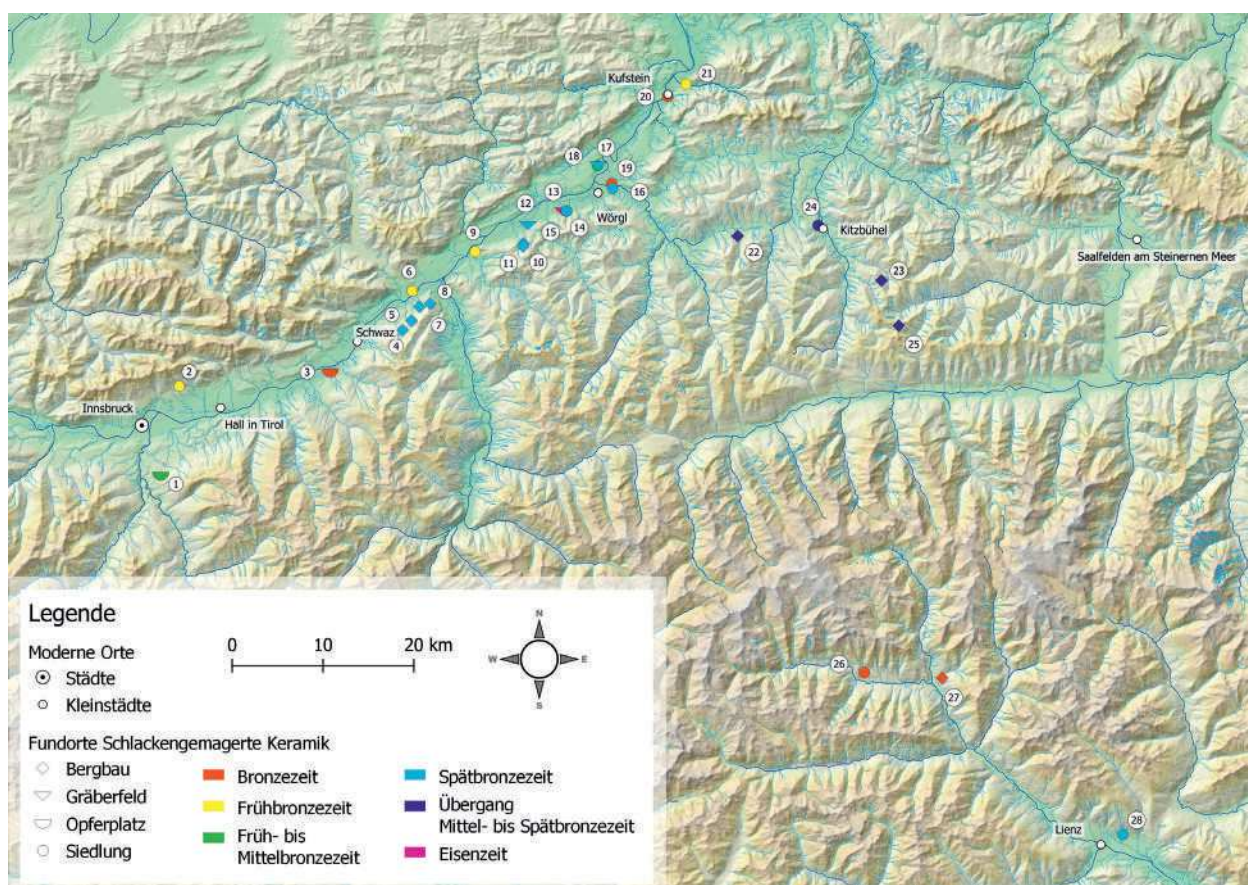 21
Kufstein
20
17
18
19
13
16
12
Wörgl
24
9
14
Kitzbühel
15
22
Saalfelden am Steinernen Meer
11
10
6
23
8
5
7
Schwaz
4
25
3
2
Innsbruck
Hall in Tirol
1
Legende
Moderne Orte
Städte
Kleinstädte
0 10 20 km
N
W E
S
Fundorte Schlackengemagerte Keramik
Bergbau
Gräberfeld
Opferplatz
Siedlung
Bronzezeit
Frühbronzezeit
Früh- bis
Mittelbronzezeit
Spätbronzezeit
Übergang
Mittel- bis Spätbronzezeit
Eisenzeit
26
27
28
Lienz